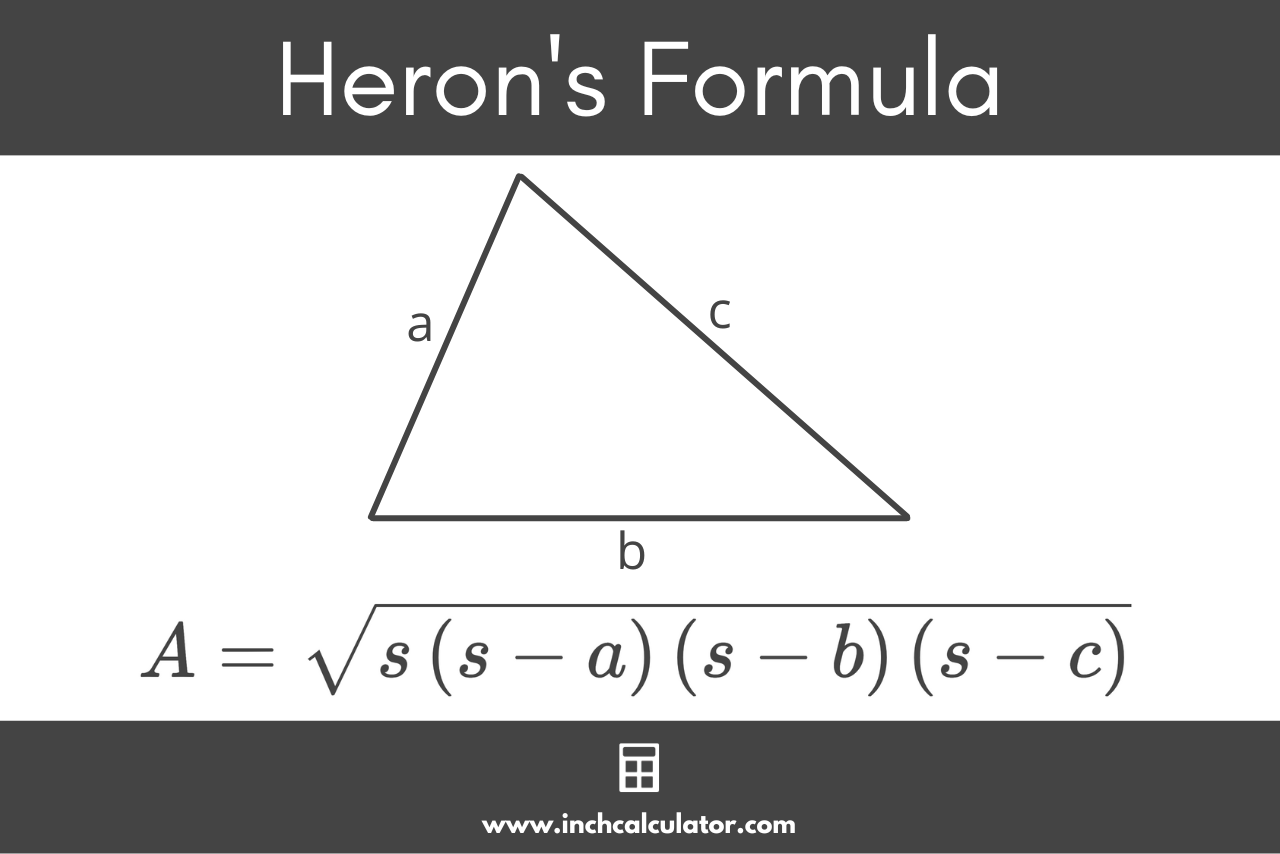 Heron's Formula
a
c
b
A = √s (s − a) (s − b) (s − c)
www.inchcalculator.com